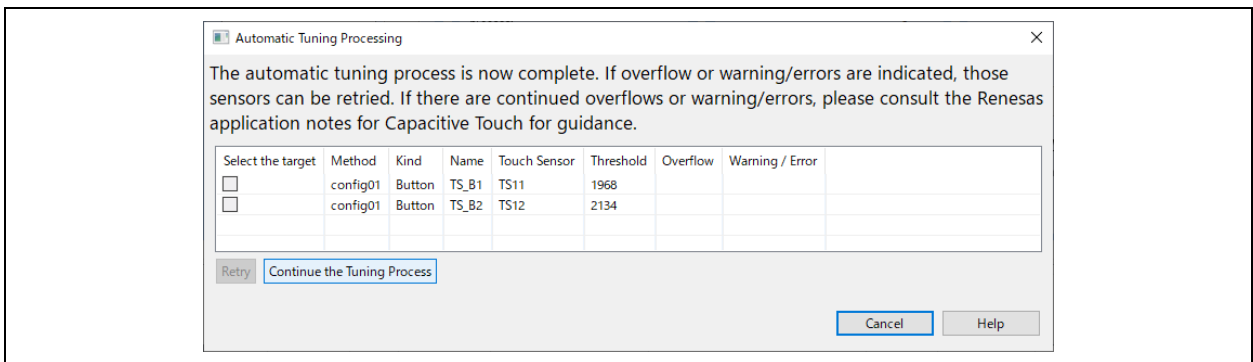 Automatic Tuning Processing
The automatic tuning process is now complete. If overflow or warning/errors are indicated, those
sensors can be retried. If there are continued overflows or warning/errors, please consult the Renesas
application notes for Capacitive Touch for guidance.
Select the target Method Kind Name Touch Sensor Threshold Overflow Warning / Error
config01 Button TS_B1 TS11 1968
config01 Button TS_B2 TS12 2134
Retry Continue the Tuning Process
Cancel Help